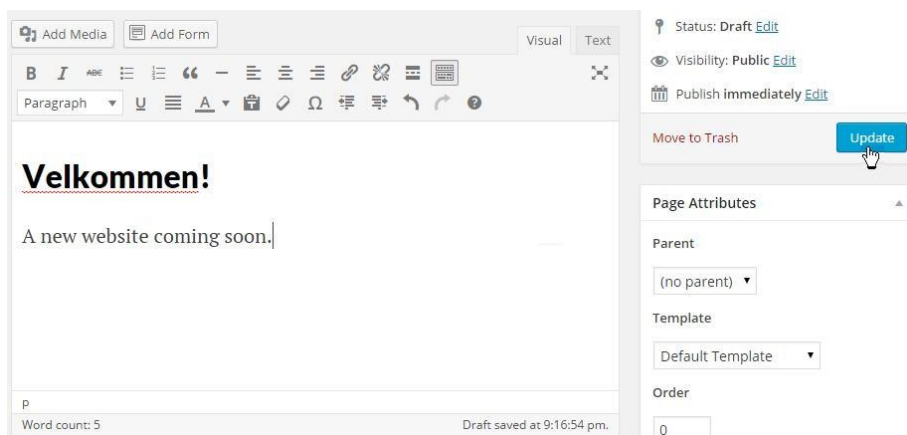 Add Media Add Form Visual Text
B I ABC
Paragraph U A Ω
Velkommen!
A new website coming soon.
p
Word count: 5 Draft saved at 9:16:54 pm.
Status: Draft Edit
Visibility: Public Edit
Publish immediately Edit
Move to Trash Update
Page Attributes
Parent
(no parent)
Template
Default Template
Order
0